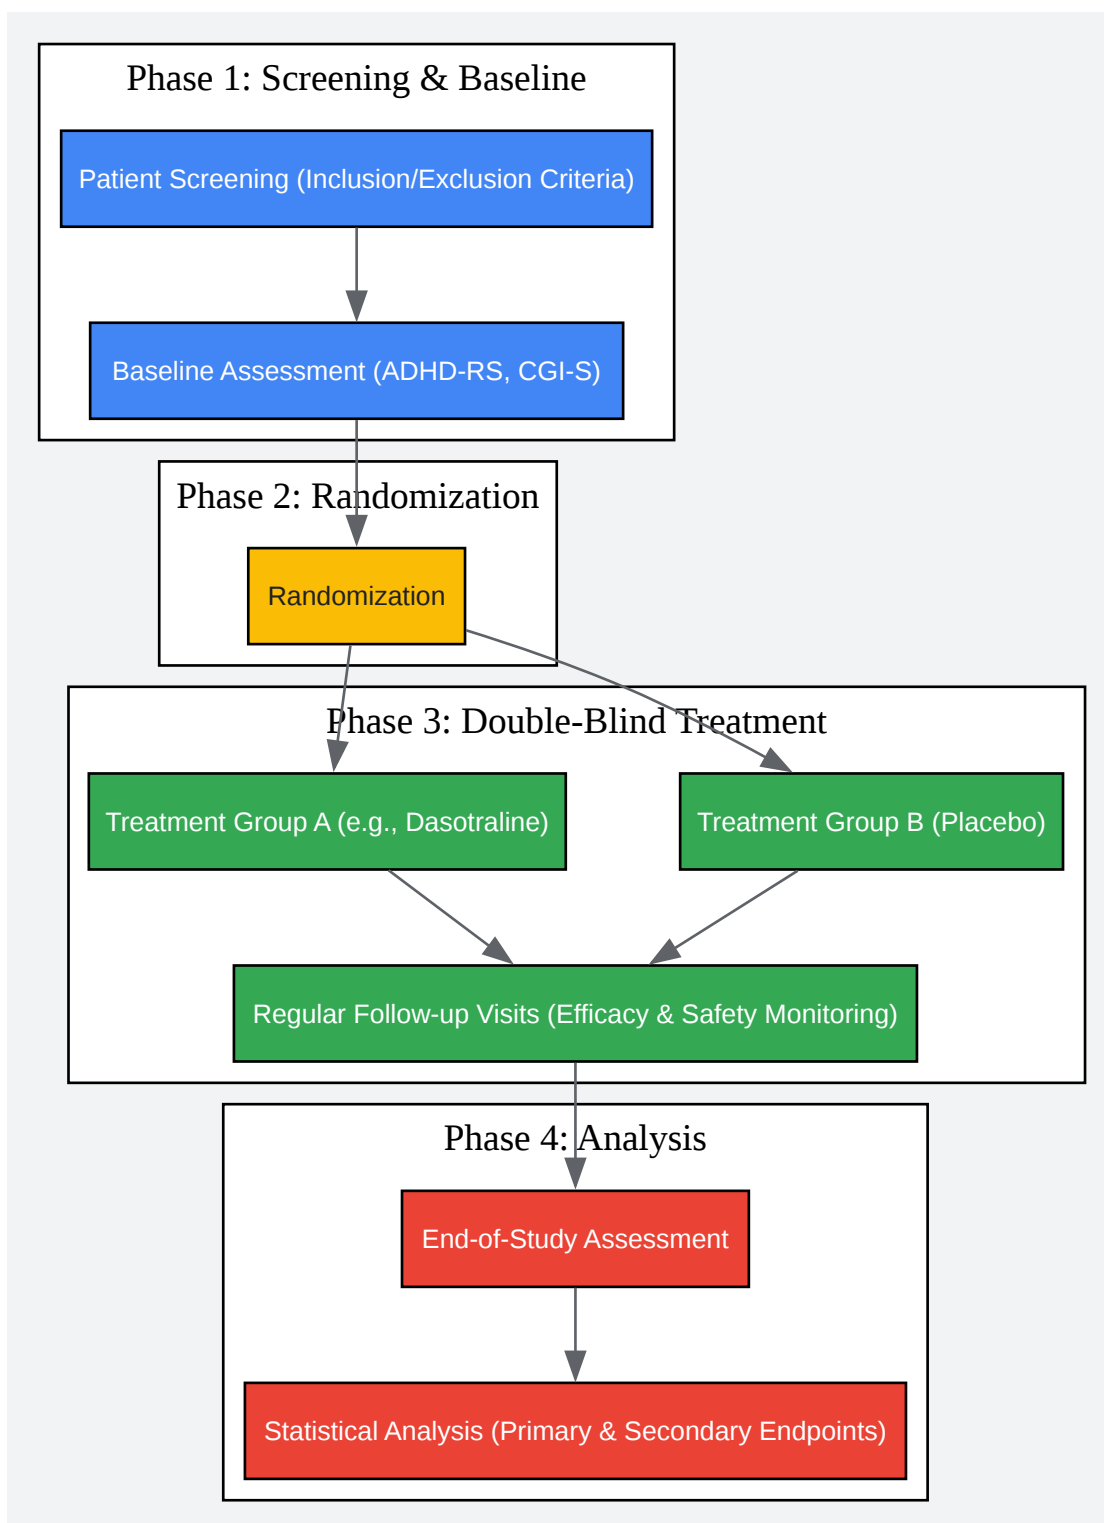 Phase 1: Screening & Baseline
Patient Screening (Inclusion/Exclusion Criteria)
Baseline Assessment (ADHD-RS, CGI-S)
Phase 2: Randomization
Randomization
Phase 3: Double-Blind Treatment
Treatment Group A (e.g., Dasotraline)
Treatment Group B (Placebo)
Regular Follow-up Visits (Efficacy & Safety Monitoring)
Phase 4: Analysis
End-of-Study Assessment
Statistical Analysis (Primary & Secondary Endpoints)